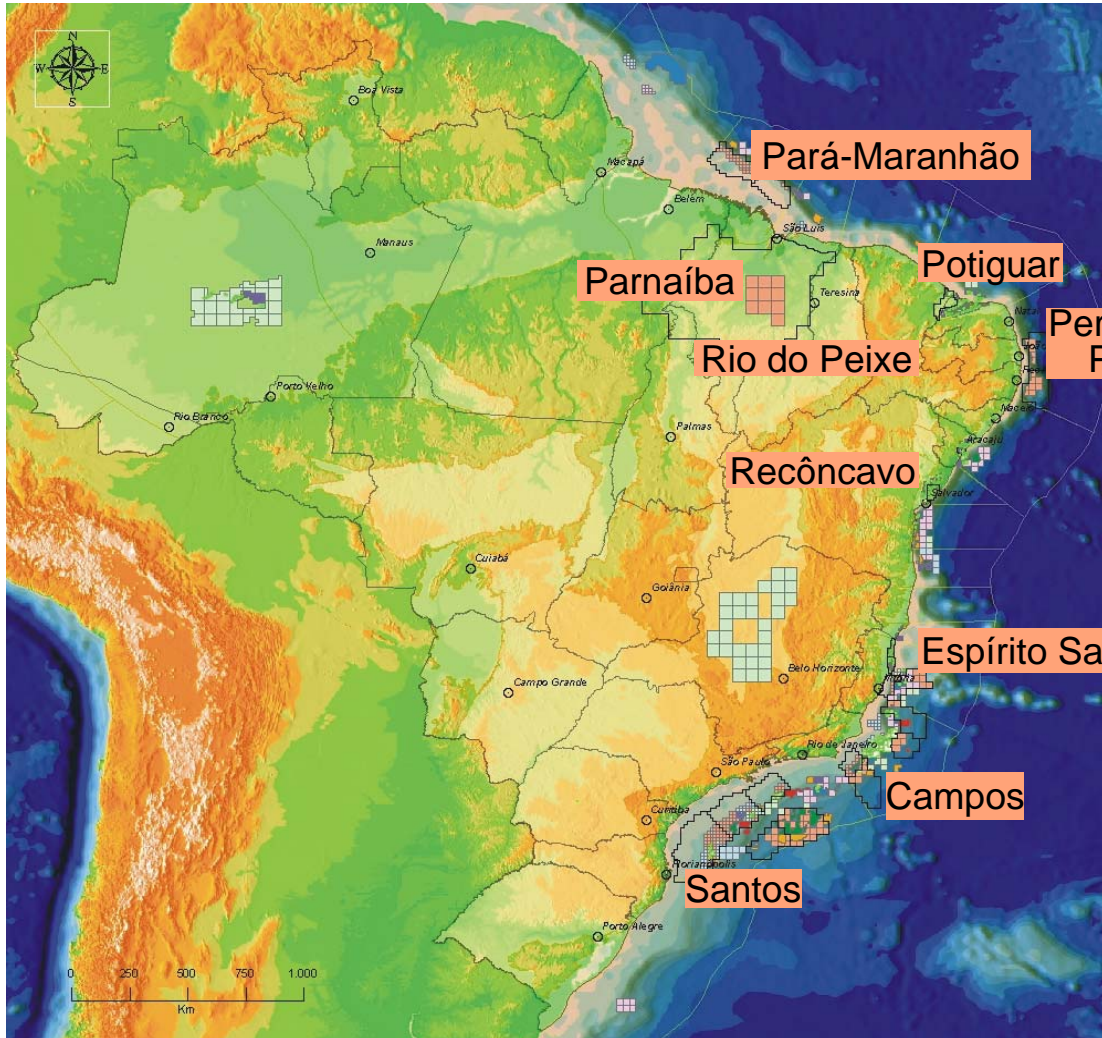 N
W E
S
Boa Vista
Pará-Maranhão
Macapá
Belém
São Luís
Manaus
Potiguar
Parnaíba
Teresina
Natal
Per
Rio do Peixe
P
Porto Velho
Rio Branco
Palmas
Maceió
Aracaju
Recôncavo
Salvador
Cuiabá
Goiânia
Espírito Sa
Belo Horizonte
Campo Grande
Vitória
Rio de Janeiro
São Paulo
Campos
Curitiba
Florianópolis
Santos
Porto Alegre
0 250 500 750 1.000
Km